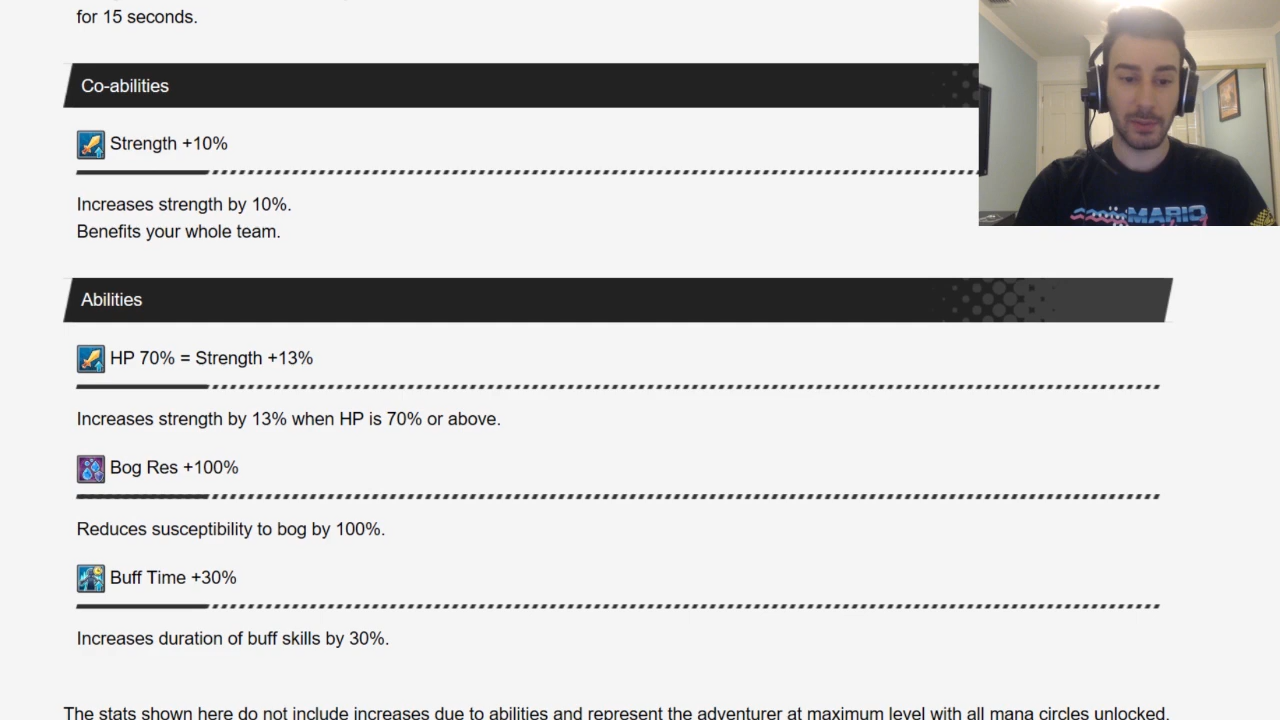 for 15 seconds.
Co-abilities
Strength +10%
Increases strength by 10%.
Benefits your whole team.
MARIO
Abilities
HP 70% = Strength +13%
Increases strength by 13% when HP is 70% or above.
Bog Res +100%
Reduces susceptibility to bog by 100%.
Buff Time +30%
Increases duration of buff skills by 30%.
The stats shown here do not include increases due to abilities and represent the adventurer at maximum level with all mana circles unlocked.